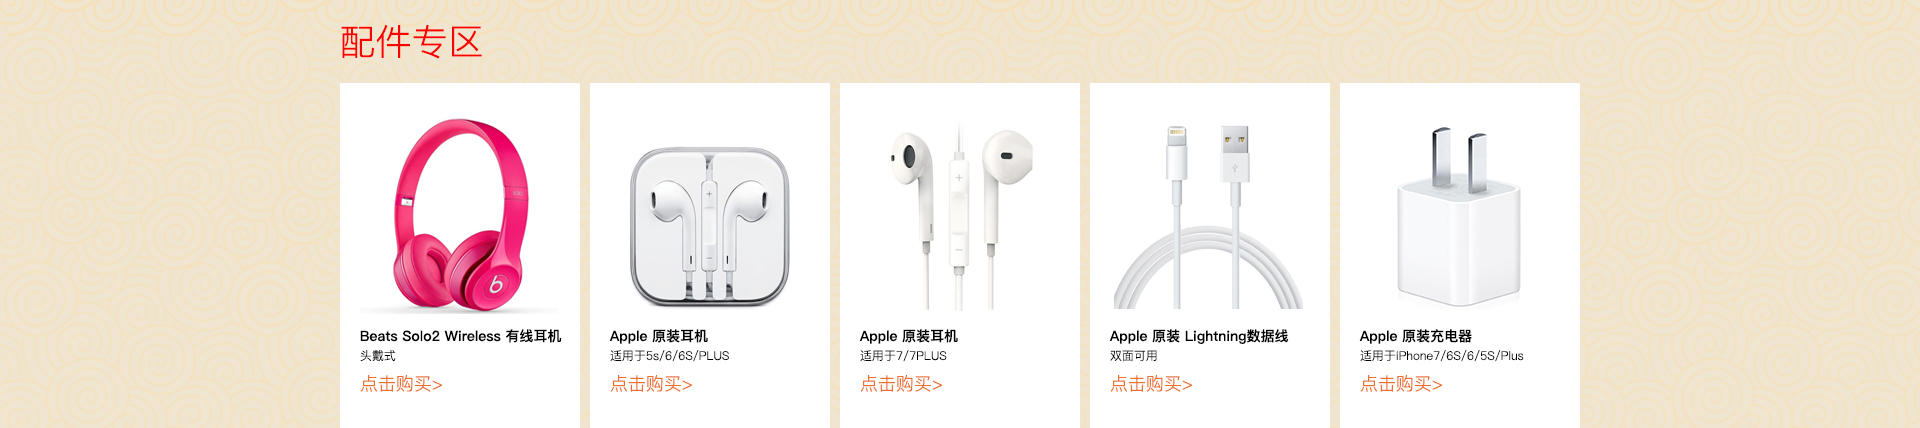 配件专区
Beats Solo2 Wireless 有线耳机
头戴式
点击购买>
Apple 原装耳机
适用于5s/6/6S/PLUS
点击购买>
Apple 原装耳机
适用于7/7PLUS
点击购买>
Apple 原装 Lightning数据线
双面可用
点击购买>
Apple 原装充电器
适用于iPhone7/6S/6/5S/Plus
点击购买>